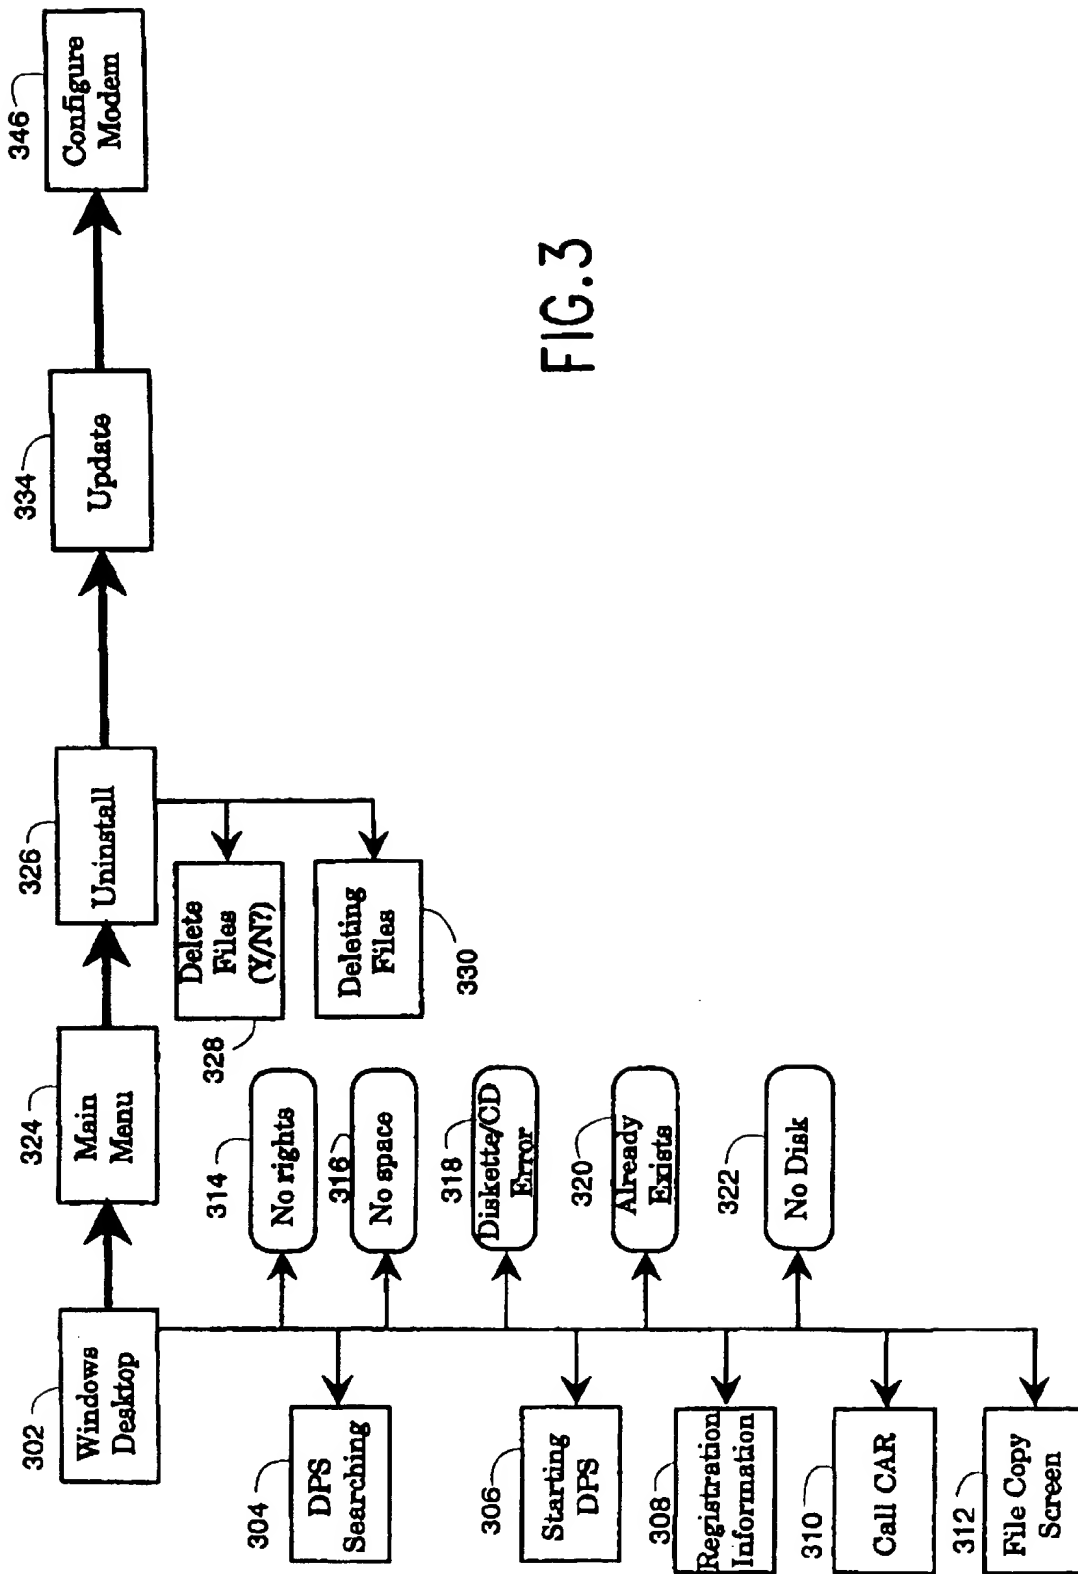 302
Windows
Desktop
324
Main
Menu
326
Uninstall
334
Update
346
Configure
Modem
328
Delete
Files
(Y/N?)
330
Deleting
Files
314
No rights
316
No space
318
Diskette/CD
Error
320
Already
Exists
322
No Disk
304
DPS
Searching
306
Starting
DPS
308
Registration
Information
310
Call CAR
312
File Copy
Screen
FIG.3